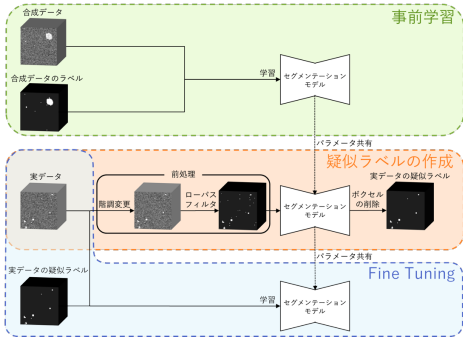 合成データ
事前学習
合成データのラベル
学習
セグメンテーション
モデル
パラメータ共有
疑似ラベルの作成
実データ
前処理
実データの疑似ラベル
階調変更
ローパス
フィルタ
セグメンテーション
モデル
ボクセル
の削除
パラメータ共有
Fine Tuning
実データの疑似ラベル
学習
セグメンテーション
モデル